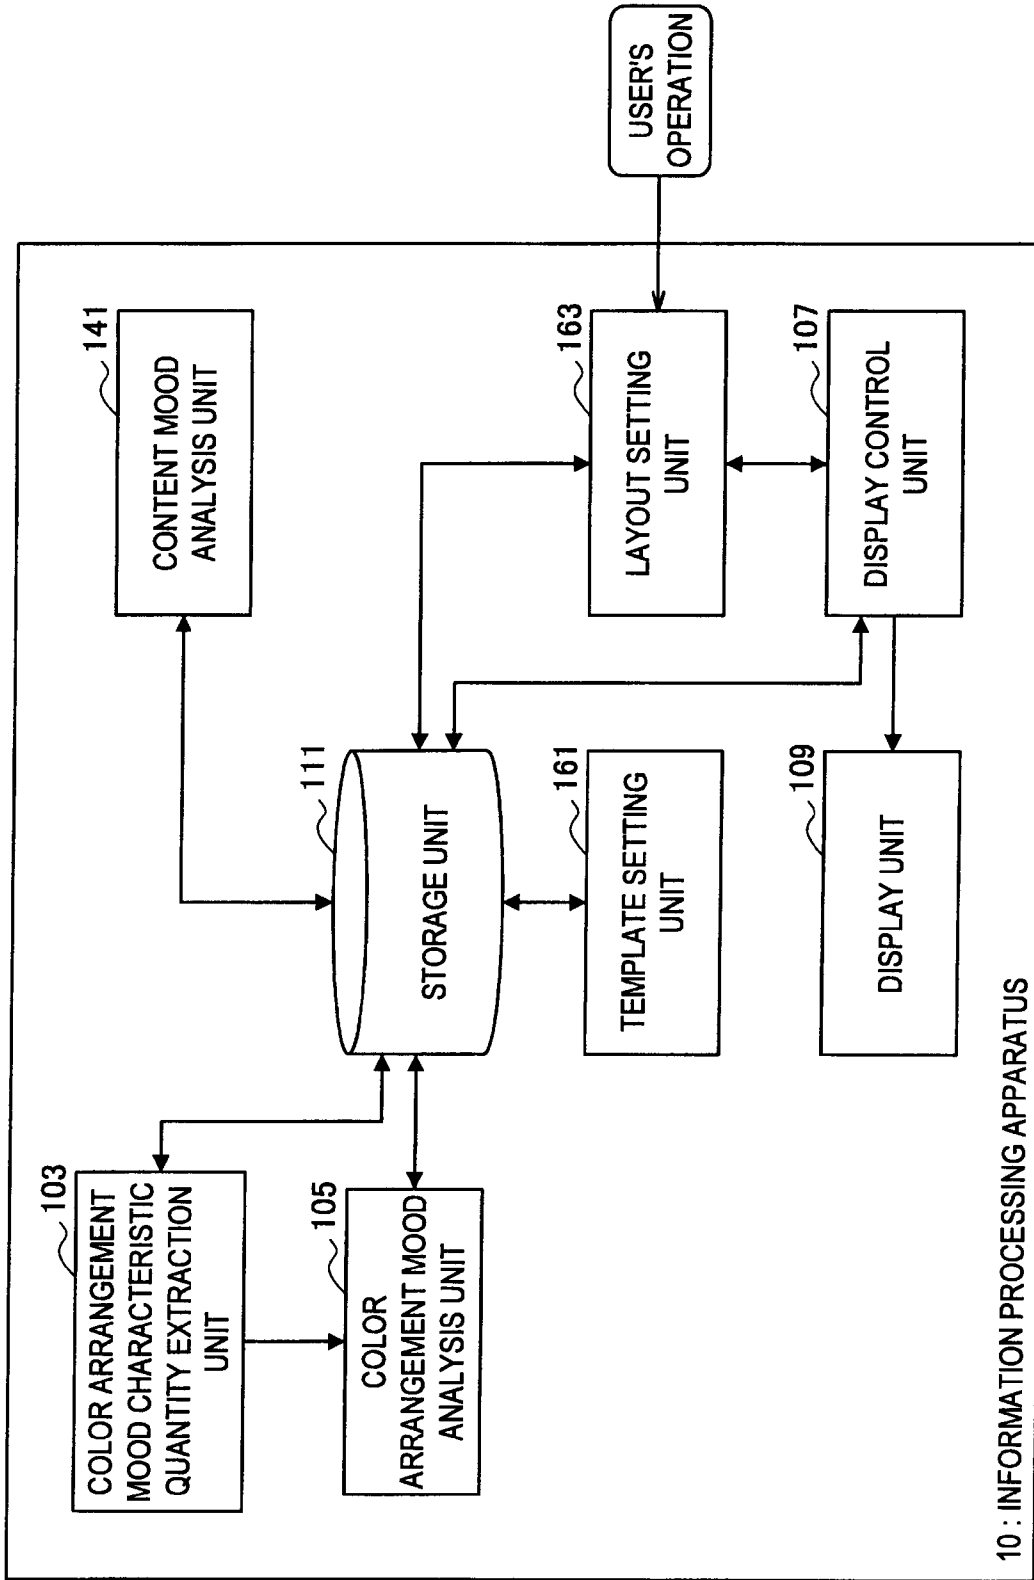 103
COLOR ARRANGEMENT
MOOD CHARACTERISTIC
QUANTITY EXTRACTION
UNIT
105
COLOR
ARRANGEMENT MOOD
ANALYSIS UNIT
111
STORAGE UNIT
141
CONTENT MOOD
ANALYSIS UNIT
161
TEMPLATE SETTING
UNIT
163
LAYOUT SETTING
UNIT
USER'S
OPERATION
109
DISPLAY UNIT
107
DISPLAY CONTROL
UNIT
10 : INFORMATION PROCESSING APPARATUS